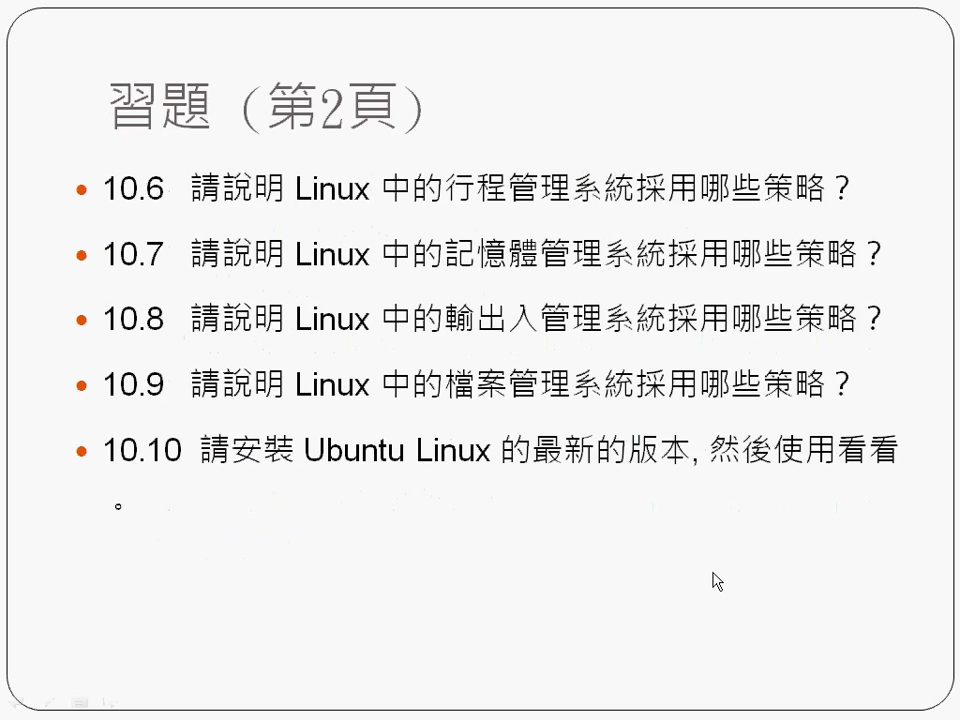 習題（第2頁）
10.6 請說明 Linux 中的行程管理系統採用哪些策略？
10.7 請說明 Linux 中的記憶體管理系統採用哪些策略？
10.8 請說明 Linux 中的輸出入管理系統採用哪些策略？
10.9 請說明 Linux 中的檔案管理系統採用哪些策略？
10.10 請安裝 Ubuntu Linux 的最新的版本, 然後使用看看
。